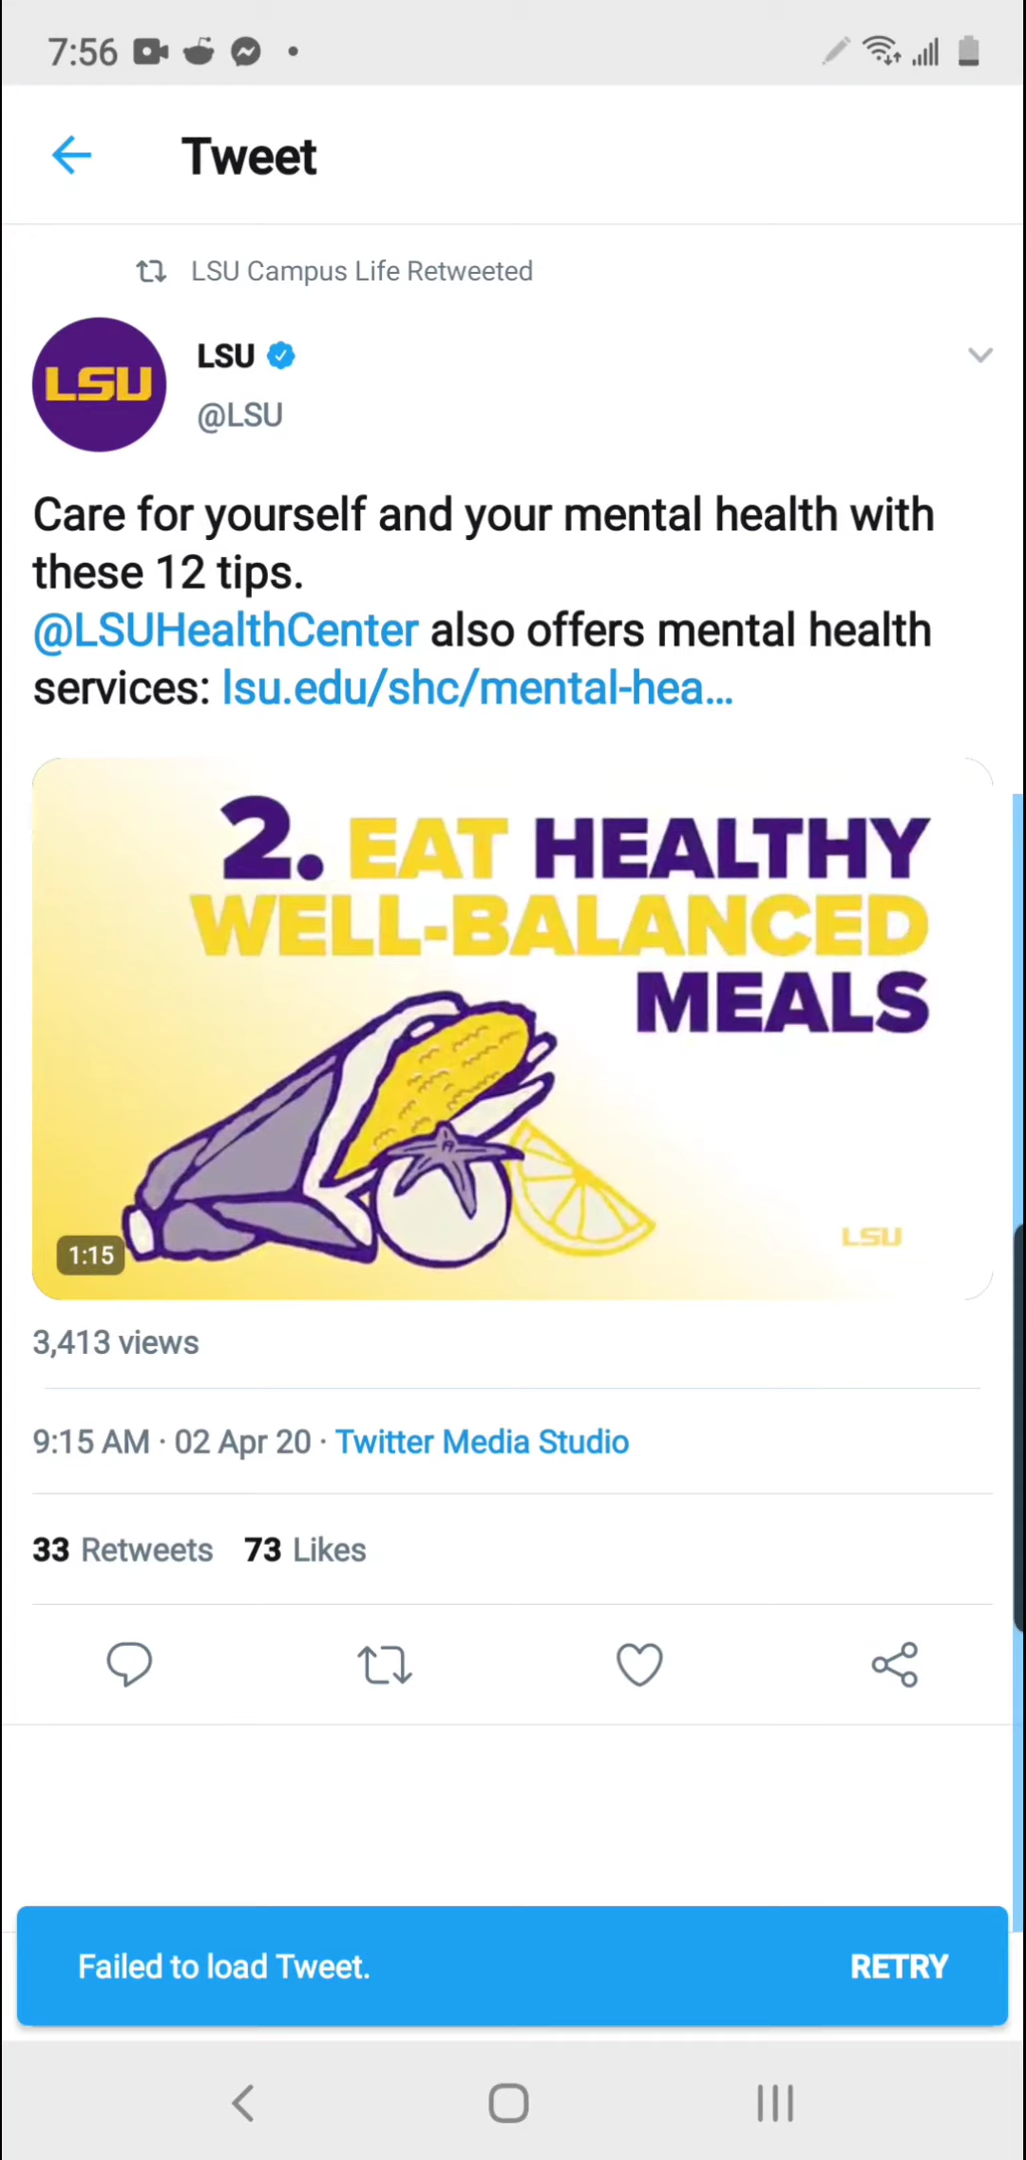 7:56
Tweet
LSU Campus Life Retweeted
LSU
LSU
@LSU
Care for yourself and your mental health with
these 12 tips.
@LSUHealthCenter also offers mental health
services: lsu.edu/shc/mental-hea...
2. EAT HEALTHY
WELL-BALANCED
MEALS
LSU
1:15
3,413 views
9:15 AM · 02 Apr 20 · Twitter Media Studio
33 Retweets 73 Likes
Failed to load Tweet. RETRY